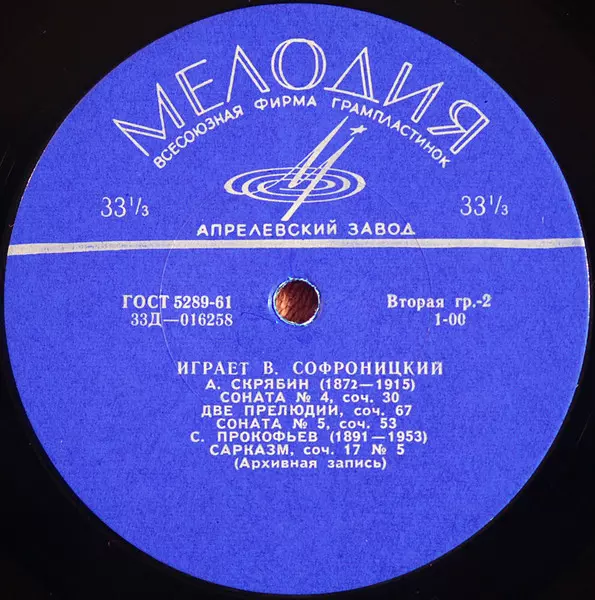 МЕЛОДИЯ
ВСЕСОЮЗНАЯ ФИРМА ГРАМПЛАСТИНОК
33 1/3 33 1/3
АПРЕЛЕВСКИЙ ЗАВОД
ГОСТ 5289-61 Вторая гр.-2
33Д—016258 1-00
ИГРАЕТ В. СОФРОНИЦКИЙ
А. СКРЯБИН (1872—1915)
СОНАТА № 4, соч. 30
ДВЕ ПРЕЛЮДИИ, соч. 67
СОНАТА № 5, соч. 53
С. ПРОКОФЬЕВ (1891—1953)
САРКАЗМ, соч. 17 № 5
(Архивная запись)